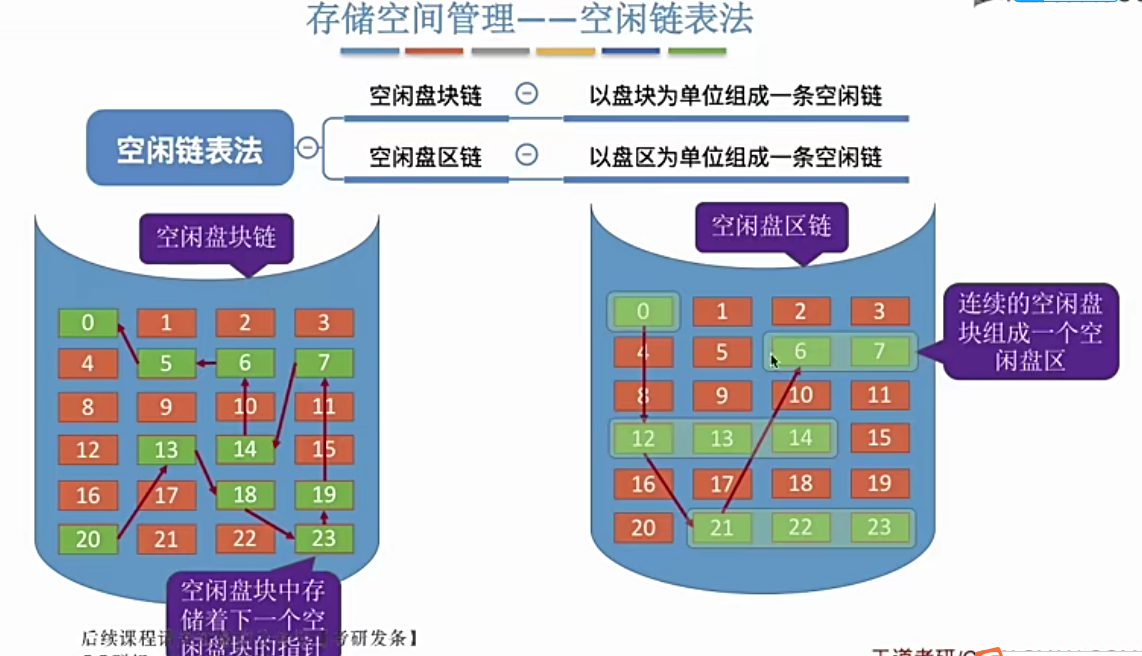 存储空间管理——空闲链表法
空闲链表法
空闲盘块链
以盘块为单位组成一条空闲链
空闲盘区链
以盘区为单位组成一条空闲链
空闲盘块链
0 1 2 3
4 5 6 7
8 9 10 11
12 13 14 15
16 17 18 19
20 21 22 23
空闲盘块中存
储着下一个空
闲盘块的指针
空闲盘区链
0 1 2 3
4 5 6 7
8 9 10 11
12 13 14 15
16 17 18 19
20 21 22 23
连续的空闲盘
块组成一个空
闲盘区
后续课程请
考研发条】
王道考研/C